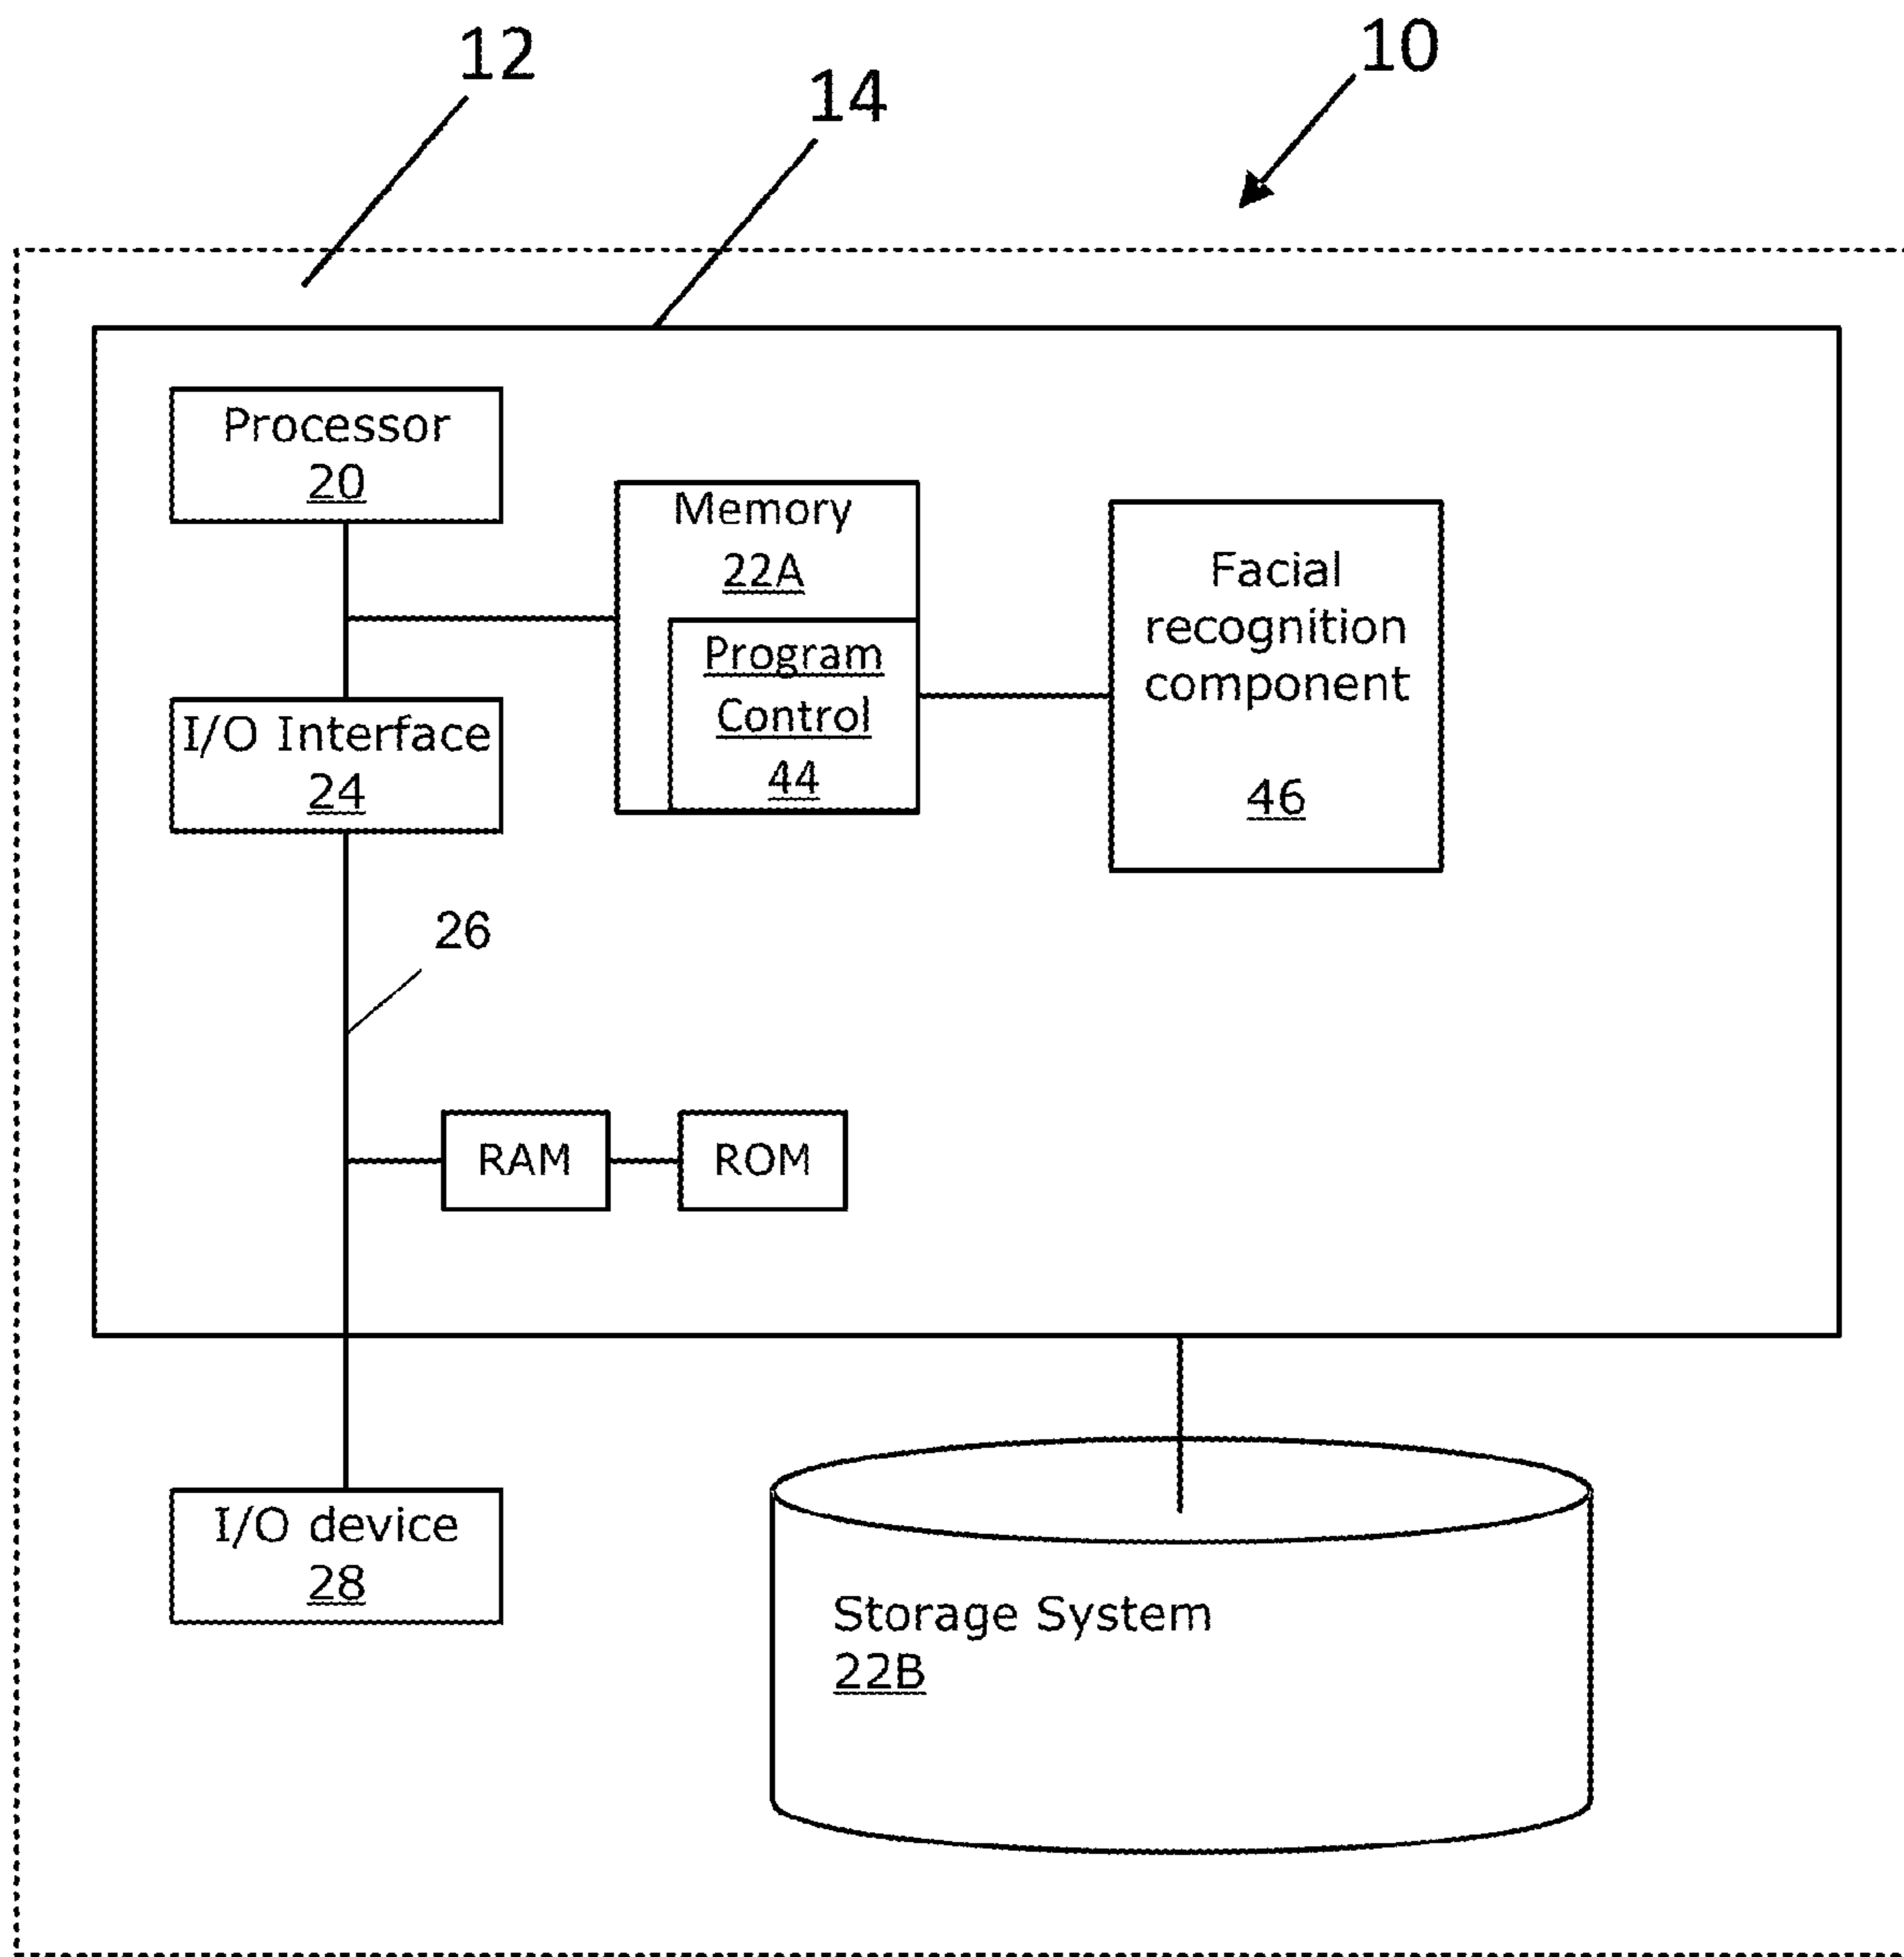 12
14
10
Processor
20
Memory
22A
Program
Control
44
Facial
recognition
component
46
I/O Interface
24
26
RAM
ROM
I/O device
28
Storage System
22B